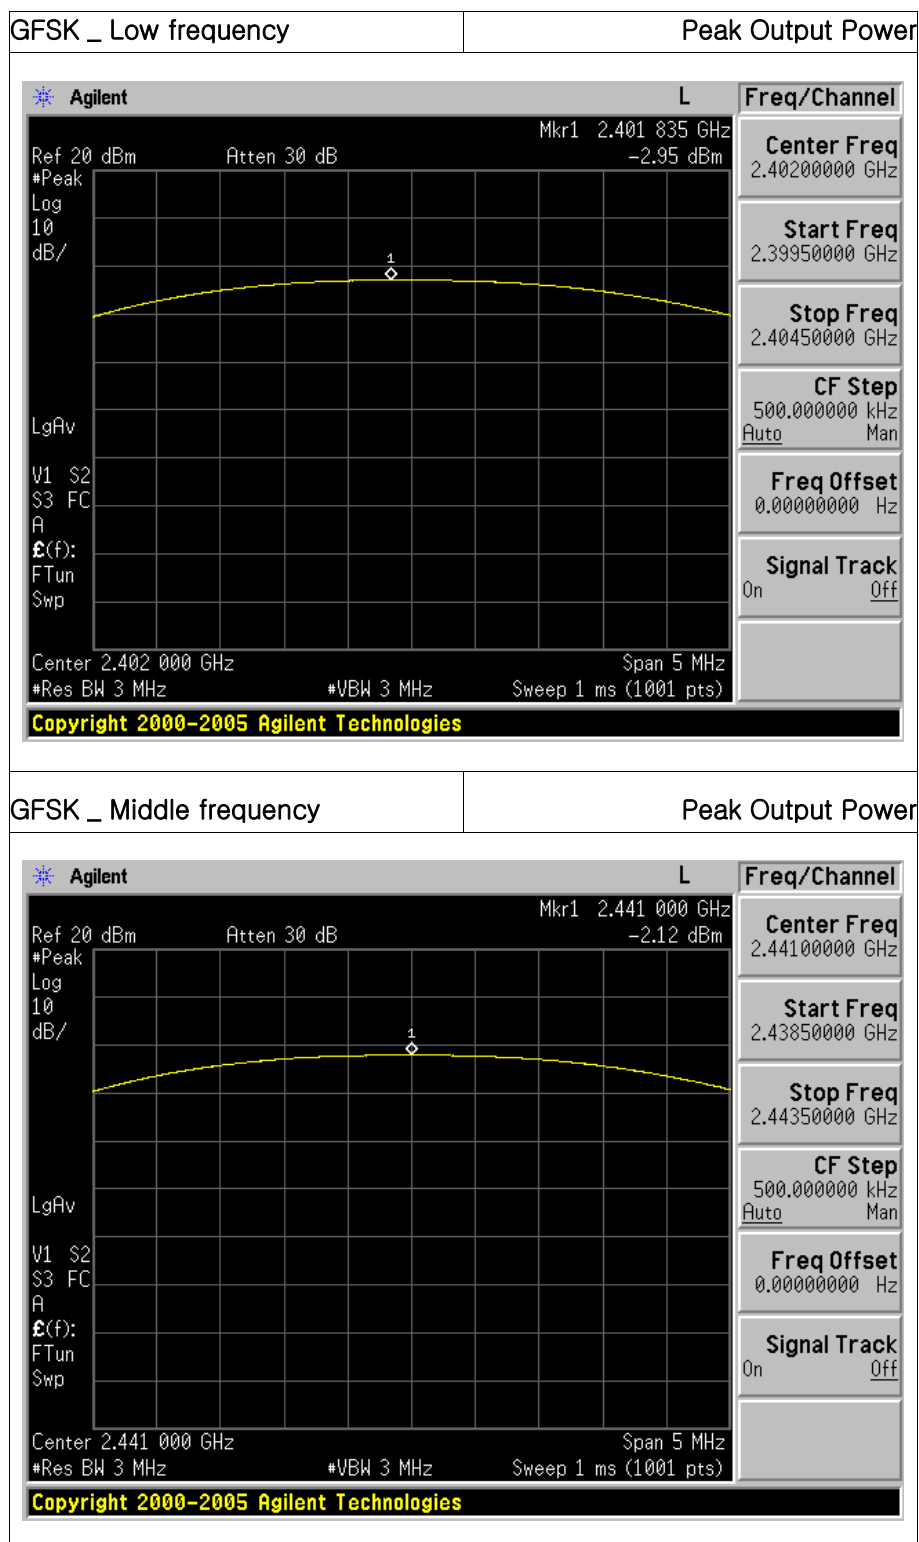 GFSK _ Low frequency Peak Output Power
Agilent L Freq/Channel
Mkr1 2.401 835 GHz
Ref 20 dBm Atten 30 dB -2.95 dBm
#Peak
Log
10
dB/
1
LgAv
V1 S2
S3 FC
A
£(f):
FTun
Swp
Center 2.402 000 GHz Span 5 MHz
#Res BW 3 MHz #VBW 3 MHz Sweep 1 ms (1001 pts)
Copyright 2000-2005 Agilent Technologies
Center Freq
2.40200000 GHz
Start Freq
2.39950000 GHz
Stop Freq
2.40450000 GHz
CF Step
500.000000 kHz
Auto Man
Freq Offset
0.00000000 Hz
Signal Track
On Off
GFSK _ Middle frequency Peak Output Power
Agilent L Freq/Channel
Mkr1 2.441 000 GHz
Ref 20 dBm Atten 30 dB -2.12 dBm
#Peak
Log
10
dB/
1
LgAv
V1 S2
S3 FC
A
£(f):
FTun
Swp
Center 2.441 000 GHz Span 5 MHz
#Res BW 3 MHz #VBW 3 MHz Sweep 1 ms (1001 pts)
Copyright 2000-2005 Agilent Technologies
Center Freq
2.44100000 GHz
Start Freq
2.43850000 GHz
Stop Freq
2.44350000 GHz
CF Step
500.000000 kHz
Auto Man
Freq Offset
0.00000000 Hz
Signal Track
On Off